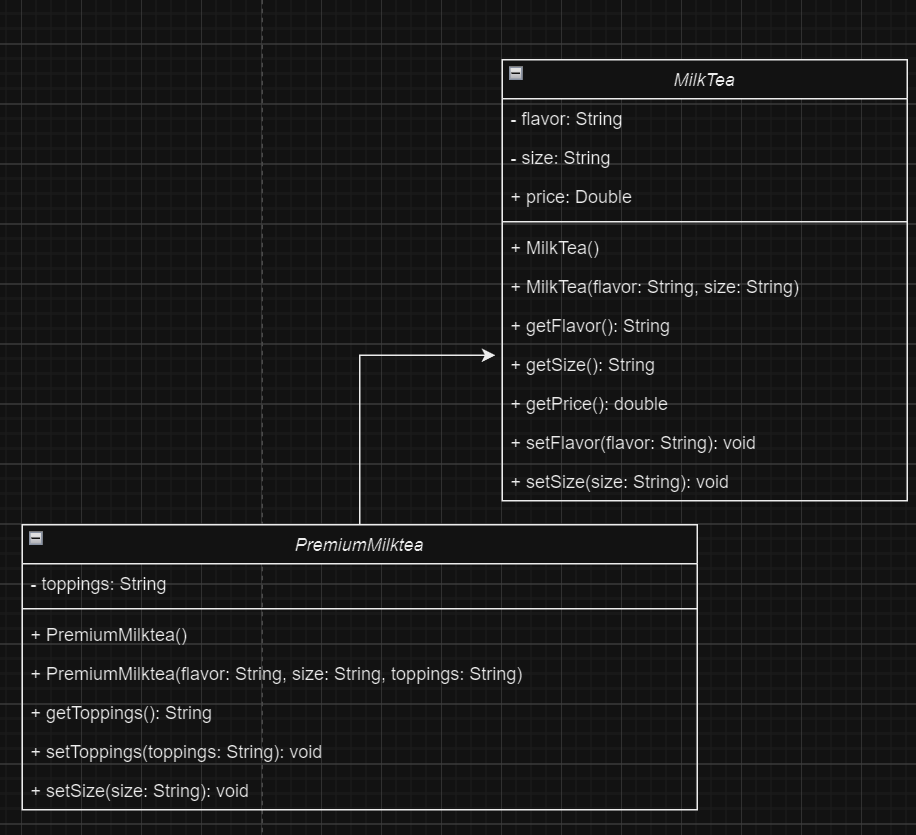 MilkTea
- flavor: String
- size: String
+ price: Double
+ MilkTea()
+ MilkTea(flavor: String, size: String)
+ getFlavor(): String
+ getSize(): String
+ getPrice(): double
+ setFlavor(flavor: String): void
+ setSize(size: String): void
PremiumMilktea
- toppings: String
+ PremiumMilktea()
+ PremiumMilktea(flavor: String, size: String, toppings: String)
+ getToppings(): String
+ setToppings(toppings: String): void
+ setSize(size: String): void